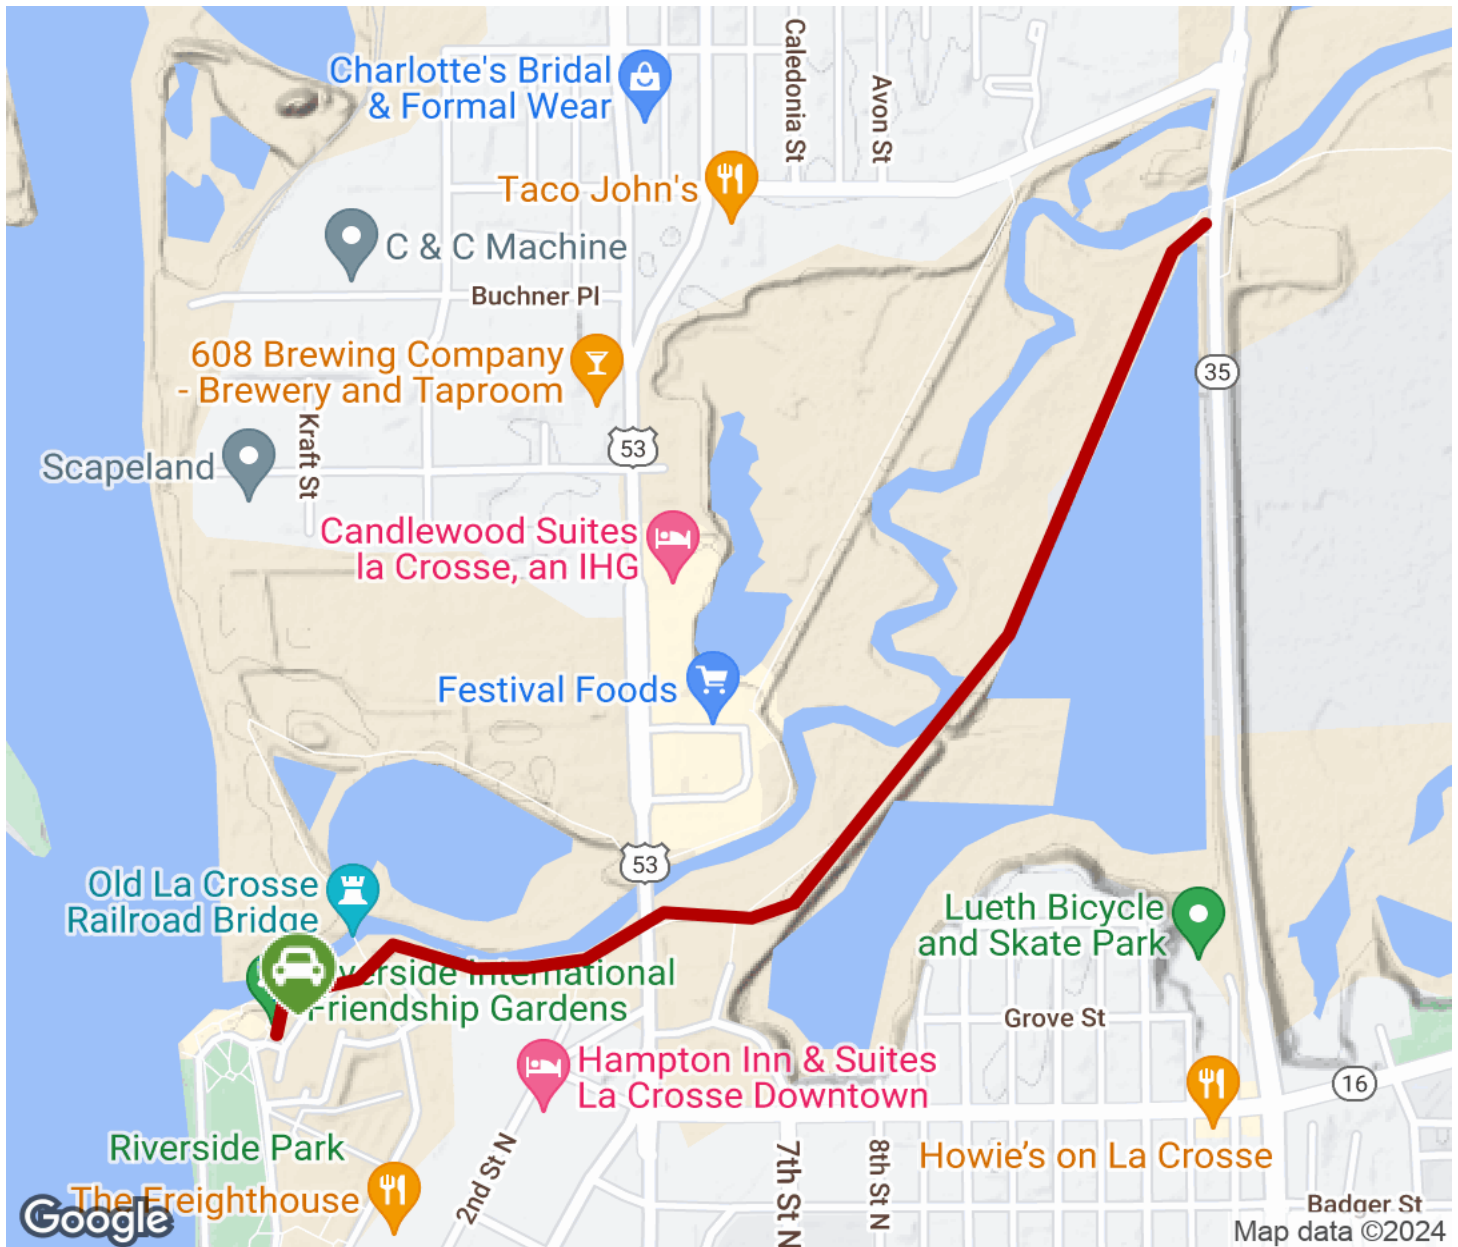 Charlotte's Bridal
& Formal Wear
Caledonia St
Avon St
Taco John's
C & C Machine
Buchner Pl
608 Brewing Company
- Brewery and Taproom
35
Kraft St
53
Scapeland
Candlewood Suites
la Crosse, an IHG
Festival Foods
53
Old La Crosse
Railroad Bridge
Lueth Bicycle
and Skate Park
verside International
Friendship Gardens
Grove St
Hampton Inn & Suites
La Crosse Downtown
16
Riverside Park
2nd St N
7th St N
8th St N
Howie's on La Crosse
The Freighthouse
Badger St
Google
Map data ©2024